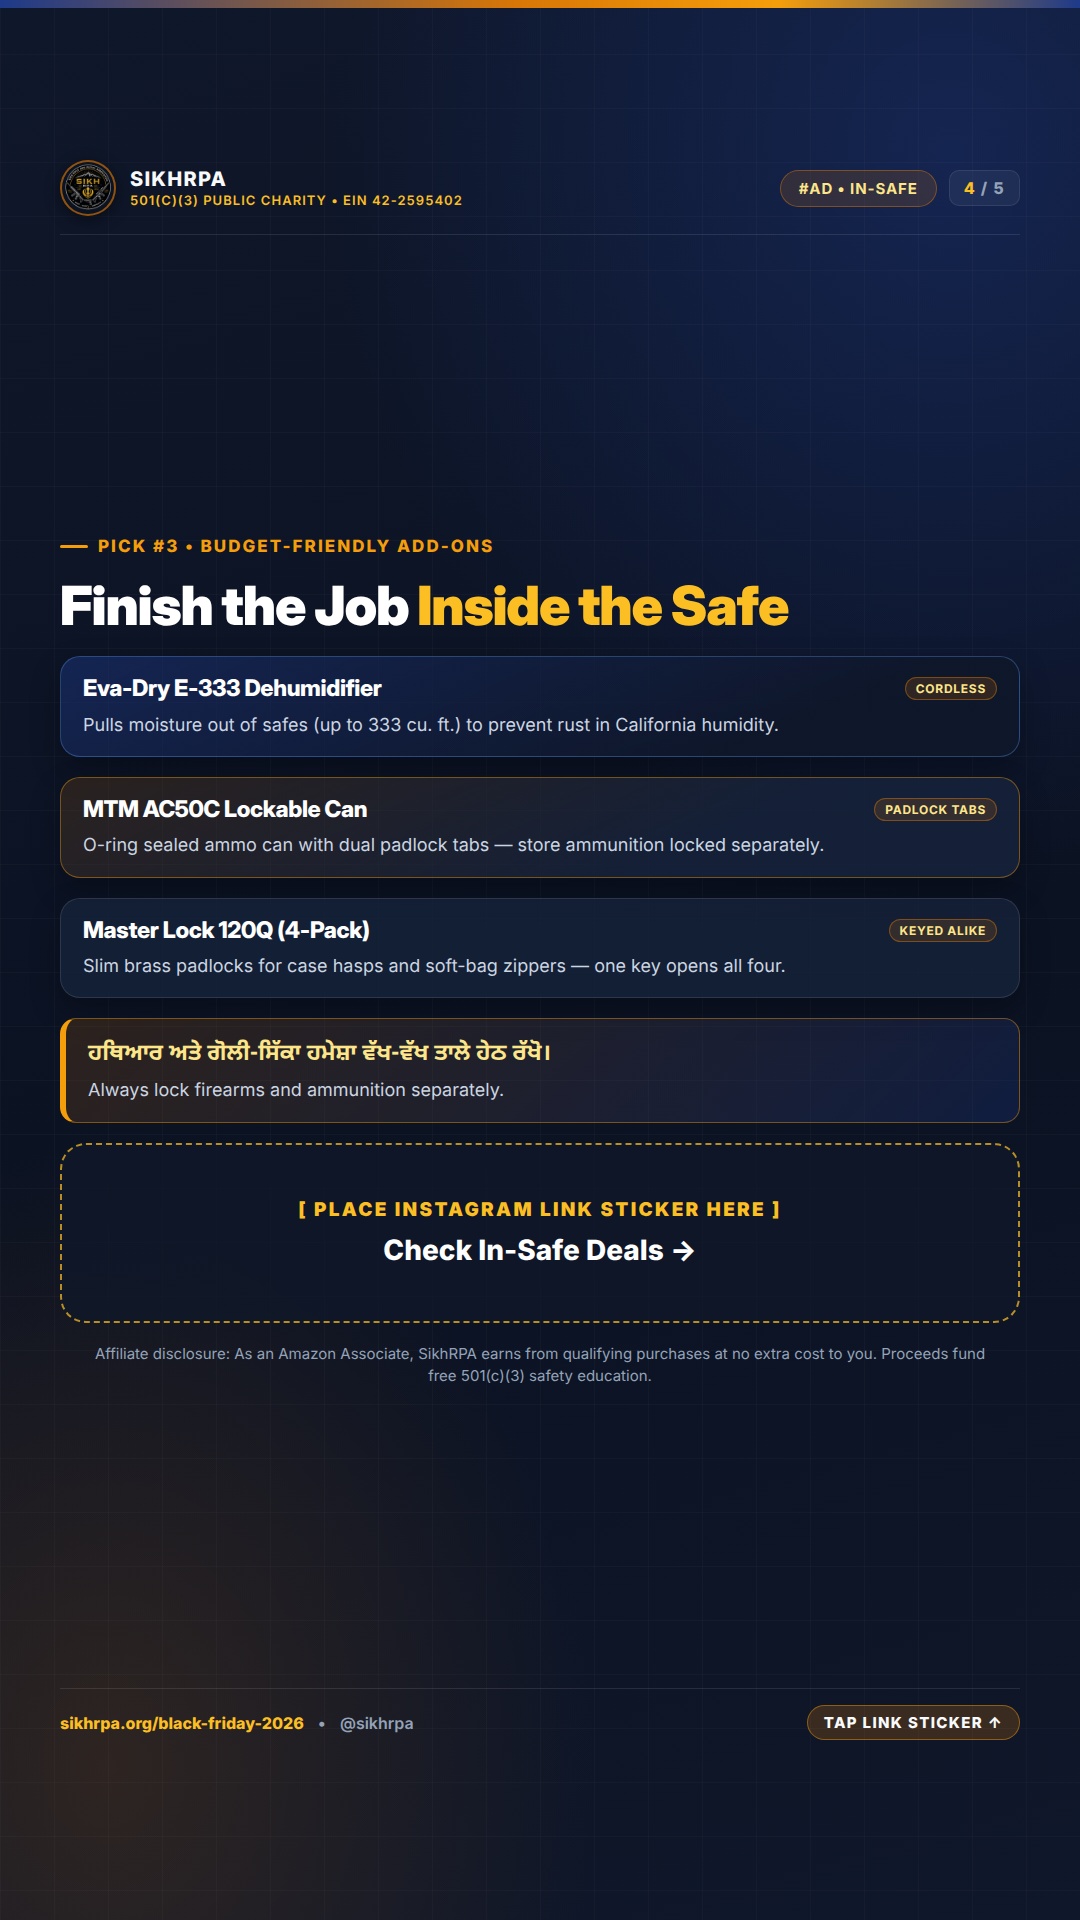 SIKH
SIKHRPA
501(C)(3) PUBLIC CHARITY • EIN 42-2595402
#AD • IN-SAFE
4 / 5
PICK #3 • BUDGET-FRIENDLY ADD-ONS
Finish the Job Inside the Safe
Eva-Dry E-333 Dehumidifier
CORDLESS
Pulls moisture out of safes (up to 333 cu. ft.) to prevent rust in California humidity.
MTM AC50C Lockable Can
PADLOCK TABS
O-ring sealed ammo can with dual padlock tabs — store ammunition locked separately.
Master Lock 120Q (4-Pack)
KEYED ALIKE
Slim brass padlocks for case hasps and soft-bag zippers — one key opens all four.
ਹਥਿਆਰ ਅਤੇ ਗੋਲੀ-ਸਿੱਕਾ ਹਮੇਸ਼ਾ ਵੱਖ-ਵੱਖ ਤਾਲੇ ਹੇਠ ਰੱਖੋ।
Always lock firearms and ammunition separately.
[ PLACE INSTAGRAM LINK STICKER HERE ]
Check In-Safe Deals →
Affiliate disclosure: As an Amazon Associate, SikhRPA earns from qualifying purchases at no extra cost to you. Proceeds fund
free 501(c)(3) safety education.
sikhrpa.org/black-friday-2026 • @sikhrpa
TAP LINK STICKER ↑